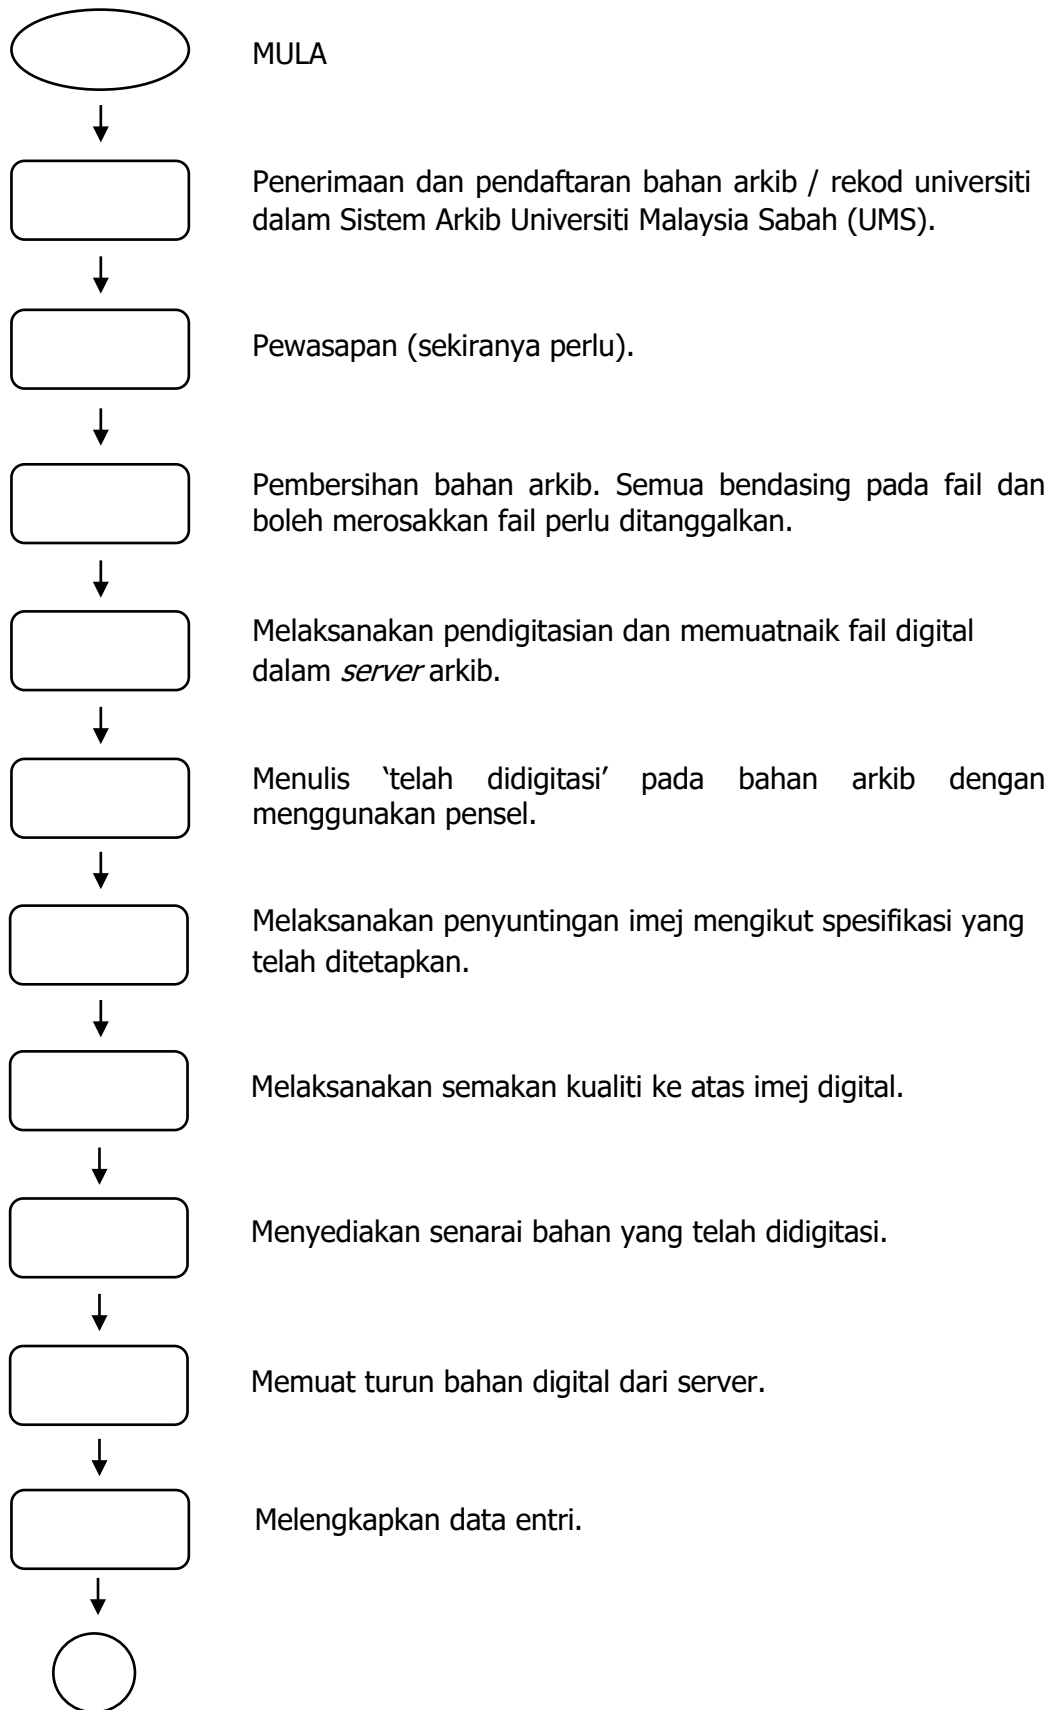 MULA
Penerimaan dan pendaftaran bahan arkib / rekod universiti
dalam Sistem Arkib Universiti Malaysia Sabah (UMS).
Pewasapan (sekiranya perlu).
Pembersihan bahan arkib. Semua bendasing pada fail dan
boleh merosakkan fail perlu ditanggalkan.
Melaksanakan pendigitasian dan memuatnaik fail digital
dalam server arkib.
Menulis ‘telah didigitasi’ pada bahan arkib dengan
menggunakan pensel.
Melaksanakan penyuntingan imej mengikut spesifikasi yang
telah ditetapkan.
Melaksanakan semakan kualiti ke atas imej digital.
Menyediakan senarai bahan yang telah didigitasi.
Memuat turun bahan digital dari server.
Melengkapkan data entri.